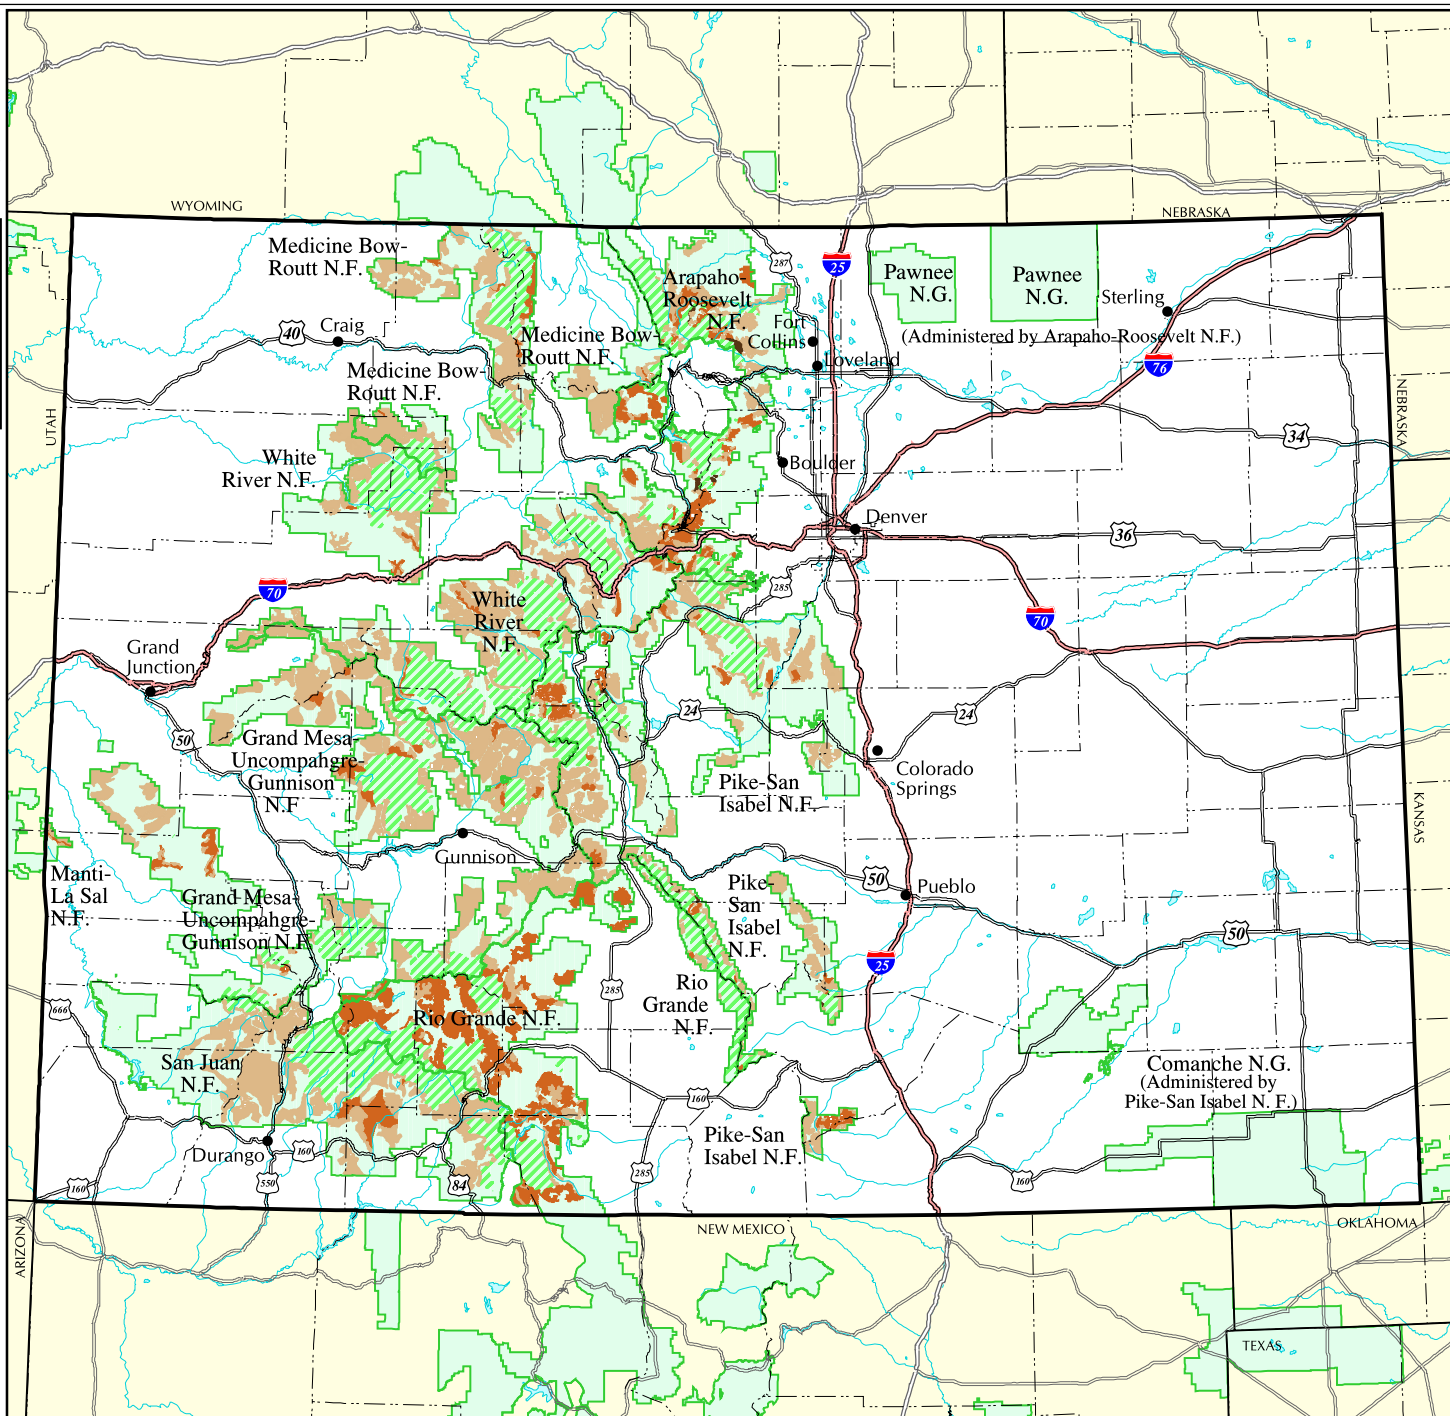 WYOMING
NEBRASKA
Medicine Bow-
Routt N.F.
287
25
Arapaho-
Roosevelt
N.F.
Pawnee
N.G.
Pawnee
N.G.
Sterling
40
Craig
Fort
Collins
(Administered by Arapaho-Roosevelt N.F.)
Medicine Bow-
Routt N.F.
Loveland
76
Medicine Bow-
Routt N.F.
UTAH
NEBRASKA
34
White
River N.F.
Boulder
Denver
36
70
285
White
River
N.F.
70
Grand
Junction
24
24
50
Grand Mesa-
Uncompahgre-
Gunnison
N.F
Colorado
Springs
Pike-San
Isabel N.F.
KANSAS
Gunnison
Manti-
La Sal
N.F.
Grand Mesa-
Uncompahgre-
Gunnison N.F.
Pike-
San
Isabel
N.F.
50
Pueblo
50
25
Rio
Grande
N.F.
285
666
Rio Grande N.F.
San Juan
N.F.
Comanche N.G.
(Administered by
Pike-San Isabel N. F.)
160
Pike-San
Isabel N.F.
Durango
160
285
160
550
84
160
ARIZONA
NEW MEXICO
OKLAHOMA
TEXAS